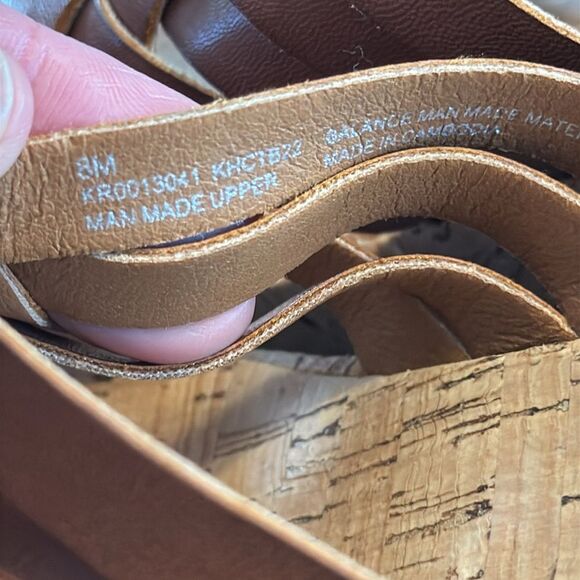 8M
KR0013041 KHCTB22
MAN MADE UPPER
BALANCE MAN MADE MATE
MADE IN CAMBODIA